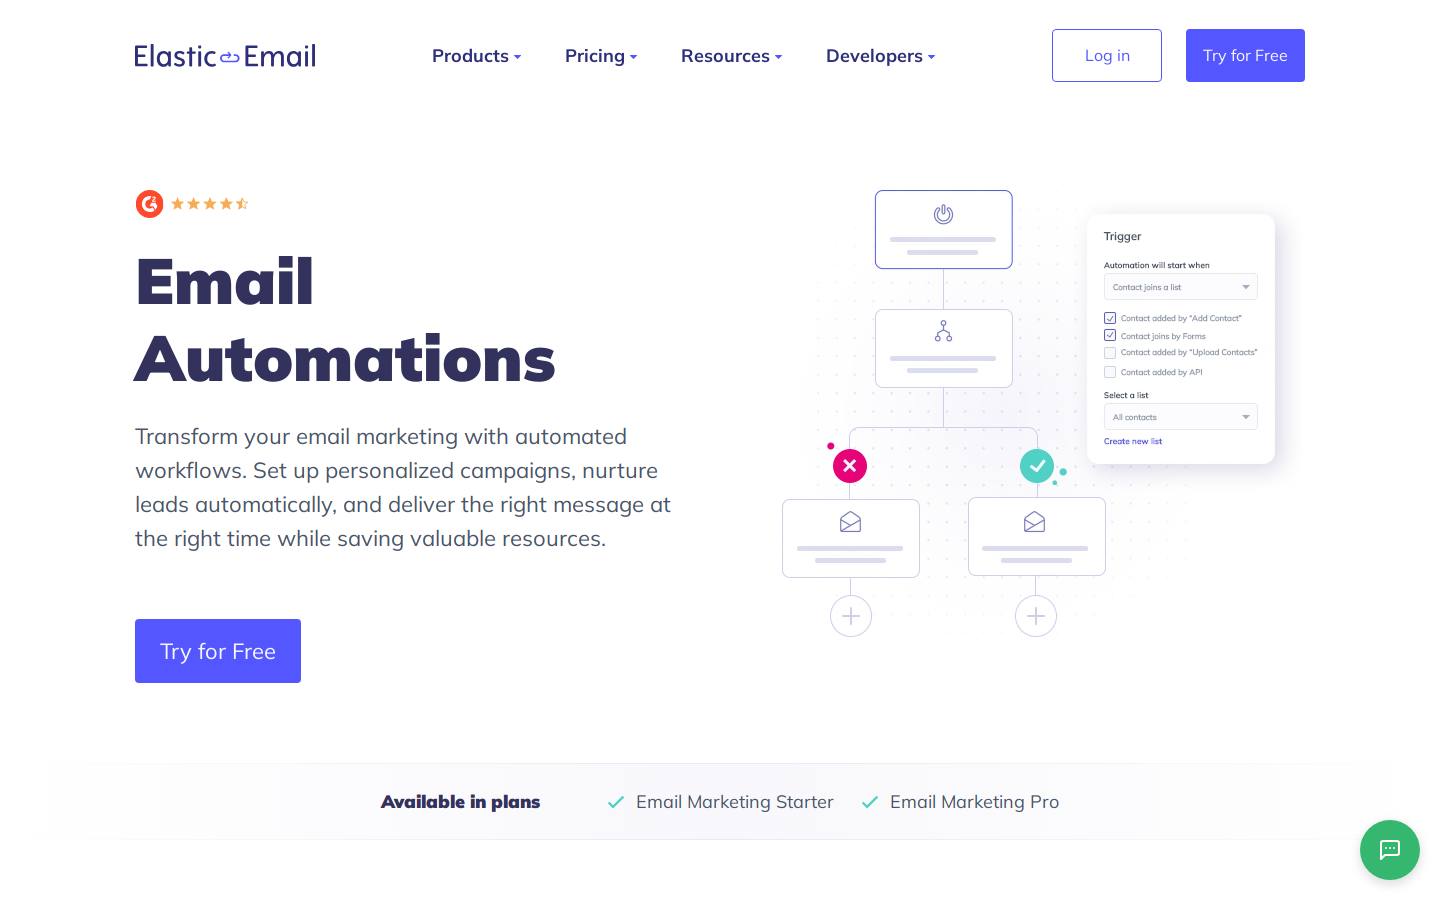 Elastic Email
Products
Pricing
Resources
Developers
Log in
Try for Free
Email
Automations
Transform your email marketing with automated
workflows. Set up personalized campaigns, nurture
leads automatically, and deliver the right message at
the right time while saving valuable resources.
Try for Free
Trigger
Automation will start when
Contact joins a list
Contact added by "Add Contact"
Contact joins by Forms
Contact added by "Upload Contacts"
Contact added by API
Select a list
All contacts
Create new list
Available in plans
Email Marketing Starter
Email Marketing Pro